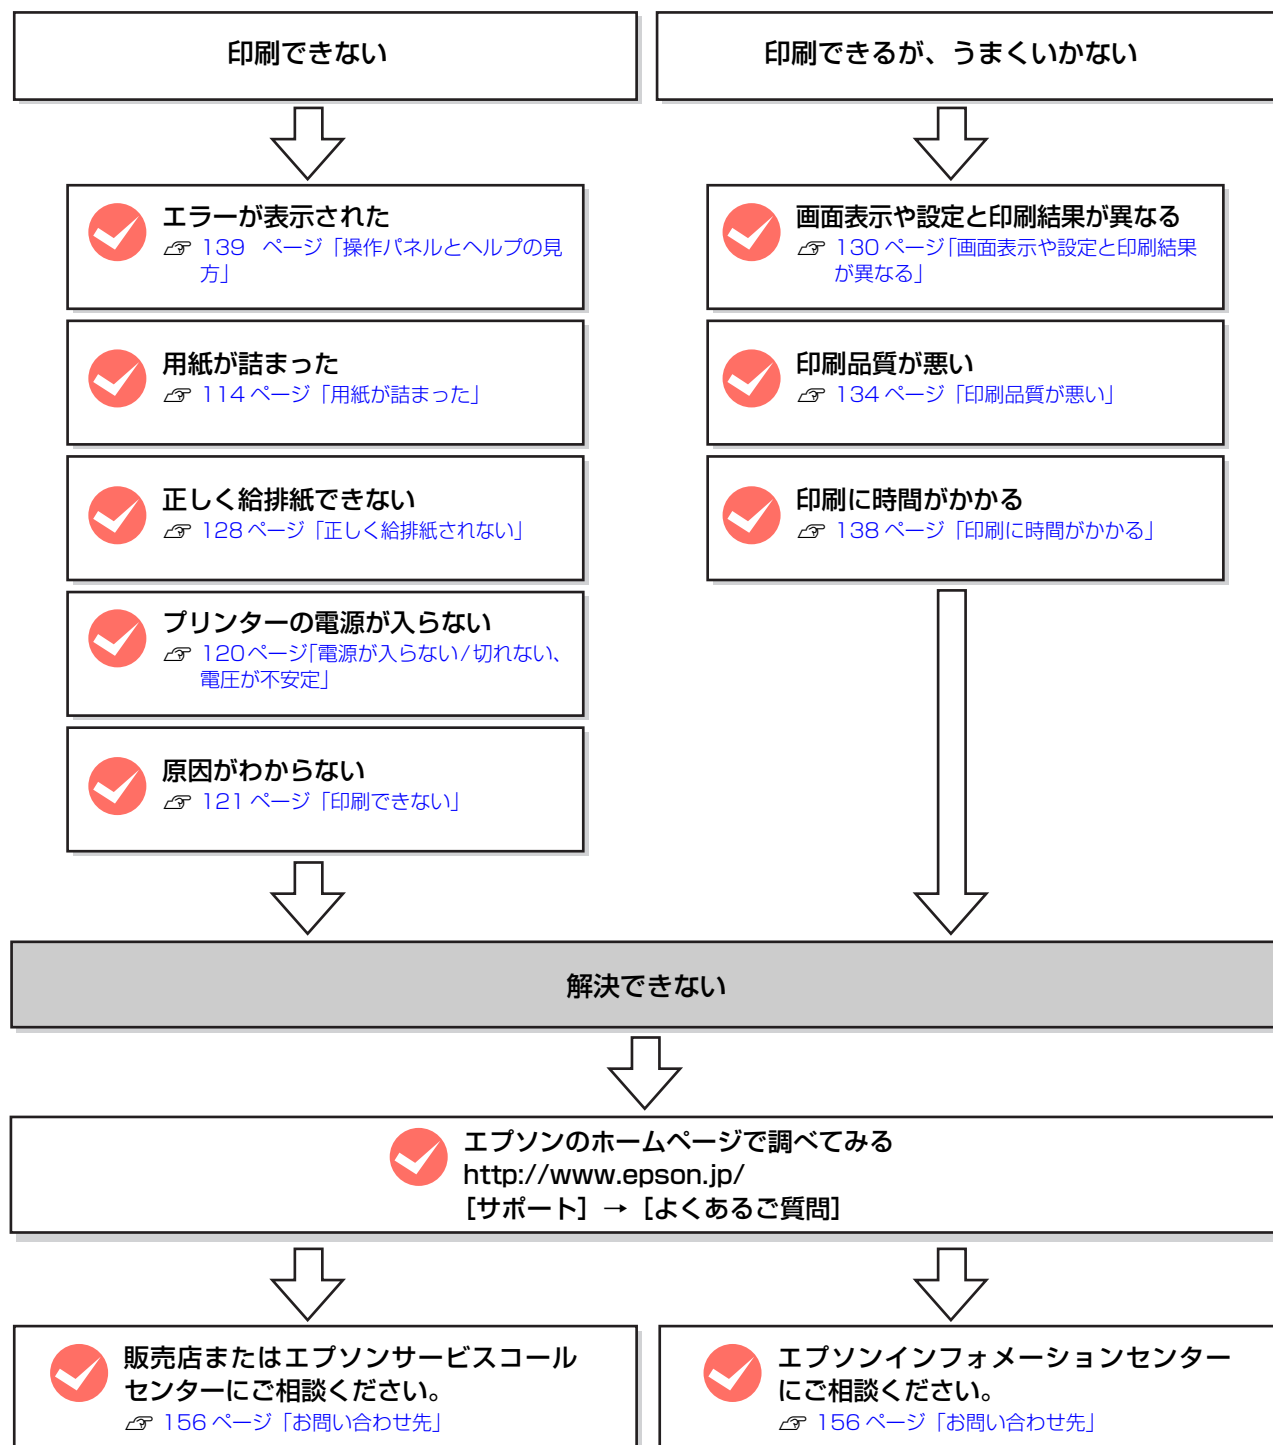 印刷できない
エラーが表示された
139 ページ「操作パネルとヘルプの見
方」
用紙が詰まった
114 ページ「用紙が詰まった」
正しく給排紙できない
128 ページ「正しく給排紙されない」
プリンターの電源が入らない
120 ページ「電源が入らない/切れない、
電圧が不安定」
原因がわからない
121 ページ「印刷できない」
印刷できるが、うまくいかない
画面表示や設定と印刷結果が異なる
130 ページ「画面表示や設定と印刷結果
が異なる」
印刷品質が悪い
134 ページ「印刷品質が悪い」
印刷に時間がかかる
138 ページ「印刷に時間がかかる」
解決できない
エプソンのホームページで調べてみる
http://www.epson.jp/
［サポート］→［よくあるご質問］
販売店またはエプソンサービスコール
センターにご相談ください。
156 ページ「お問い合わせ先」
エプソンインフォメーションセンター
にご相談ください。
156 ページ「お問い合わせ先」